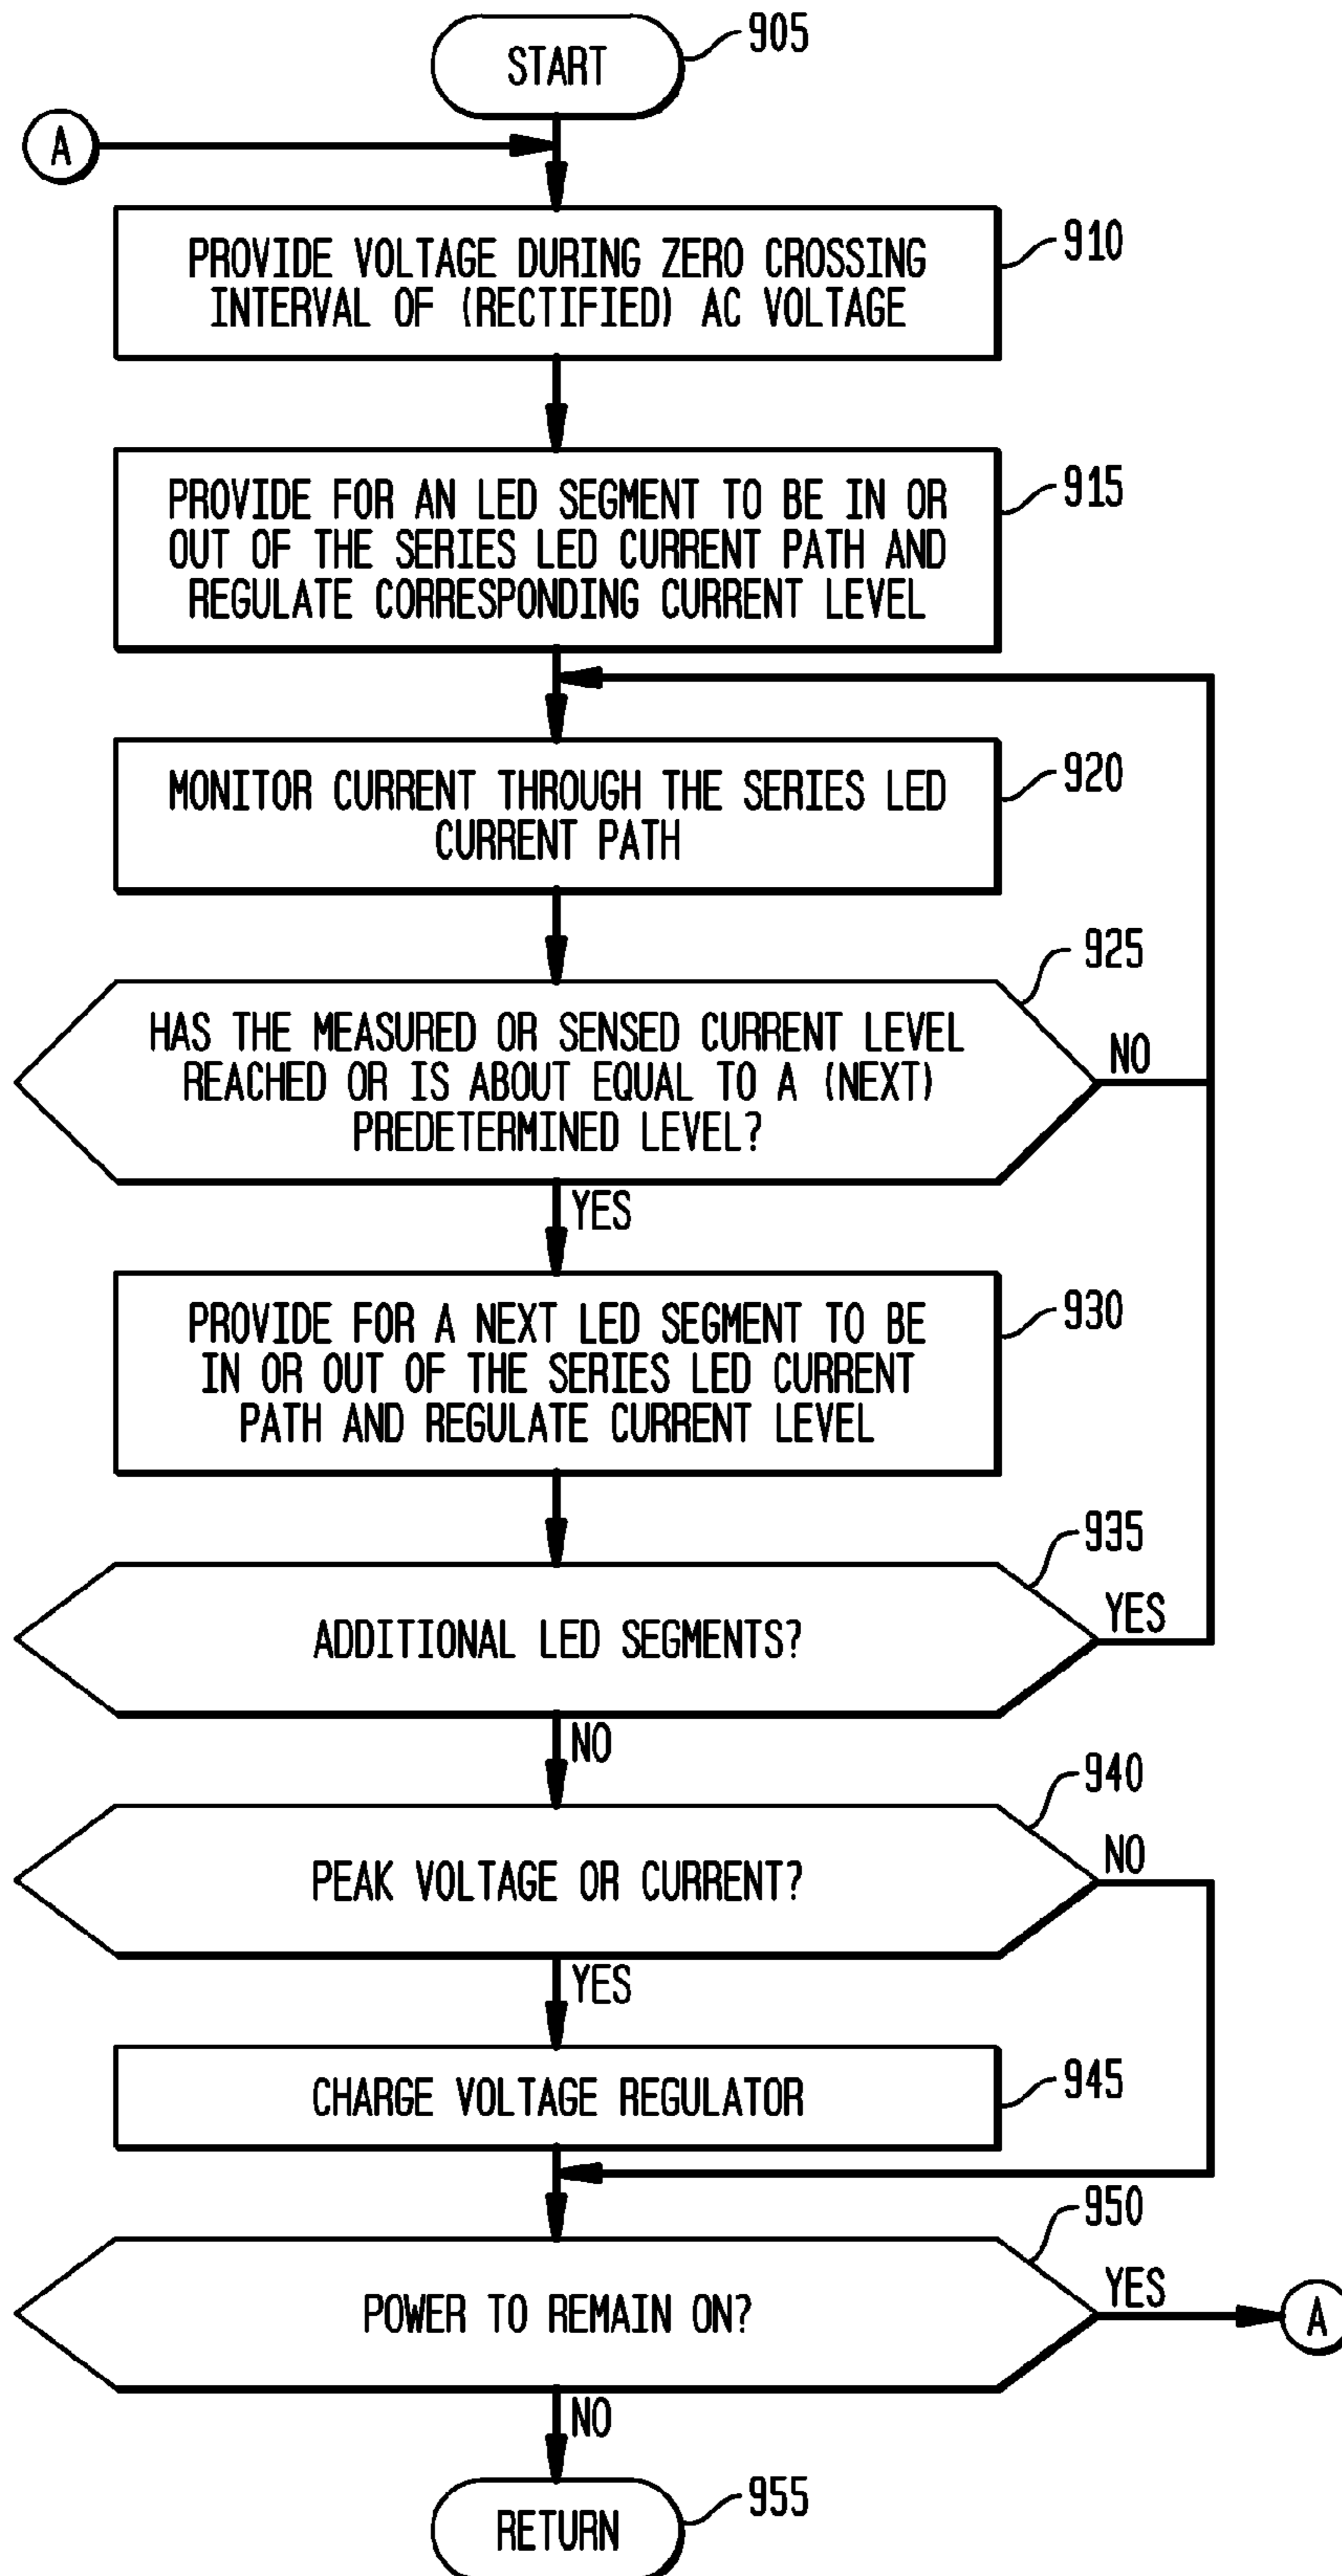 START
905
A
PROVIDE VOLTAGE DURING ZERO CROSSING
INTERVAL OF (RECTIFIED) AC VOLTAGE
910
PROVIDE FOR AN LED SEGMENT TO BE IN OR
OUT OF THE SERIES LED CURRENT PATH AND
REGULATE CORRESPONDING CURRENT LEVEL
915
MONITOR CURRENT THROUGH THE SERIES LED
CURRENT PATH
920
HAS THE MEASURED OR SENSED CURRENT LEVEL
REACHED OR IS ABOUT EQUAL TO A (NEXT)
PREDETERMINED LEVEL?
925
NO
YES
PROVIDE FOR A NEXT LED SEGMENT TO BE
IN OR OUT OF THE SERIES LED CURRENT
PATH AND REGULATE CURRENT LEVEL
930
ADDITIONAL LED SEGMENTS?
935
YES
NO
PEAK VOLTAGE OR CURRENT?
940
NO
YES
CHARGE VOLTAGE REGULATOR
945
POWER TO REMAIN ON?
950
YES
A
NO
RETURN
955